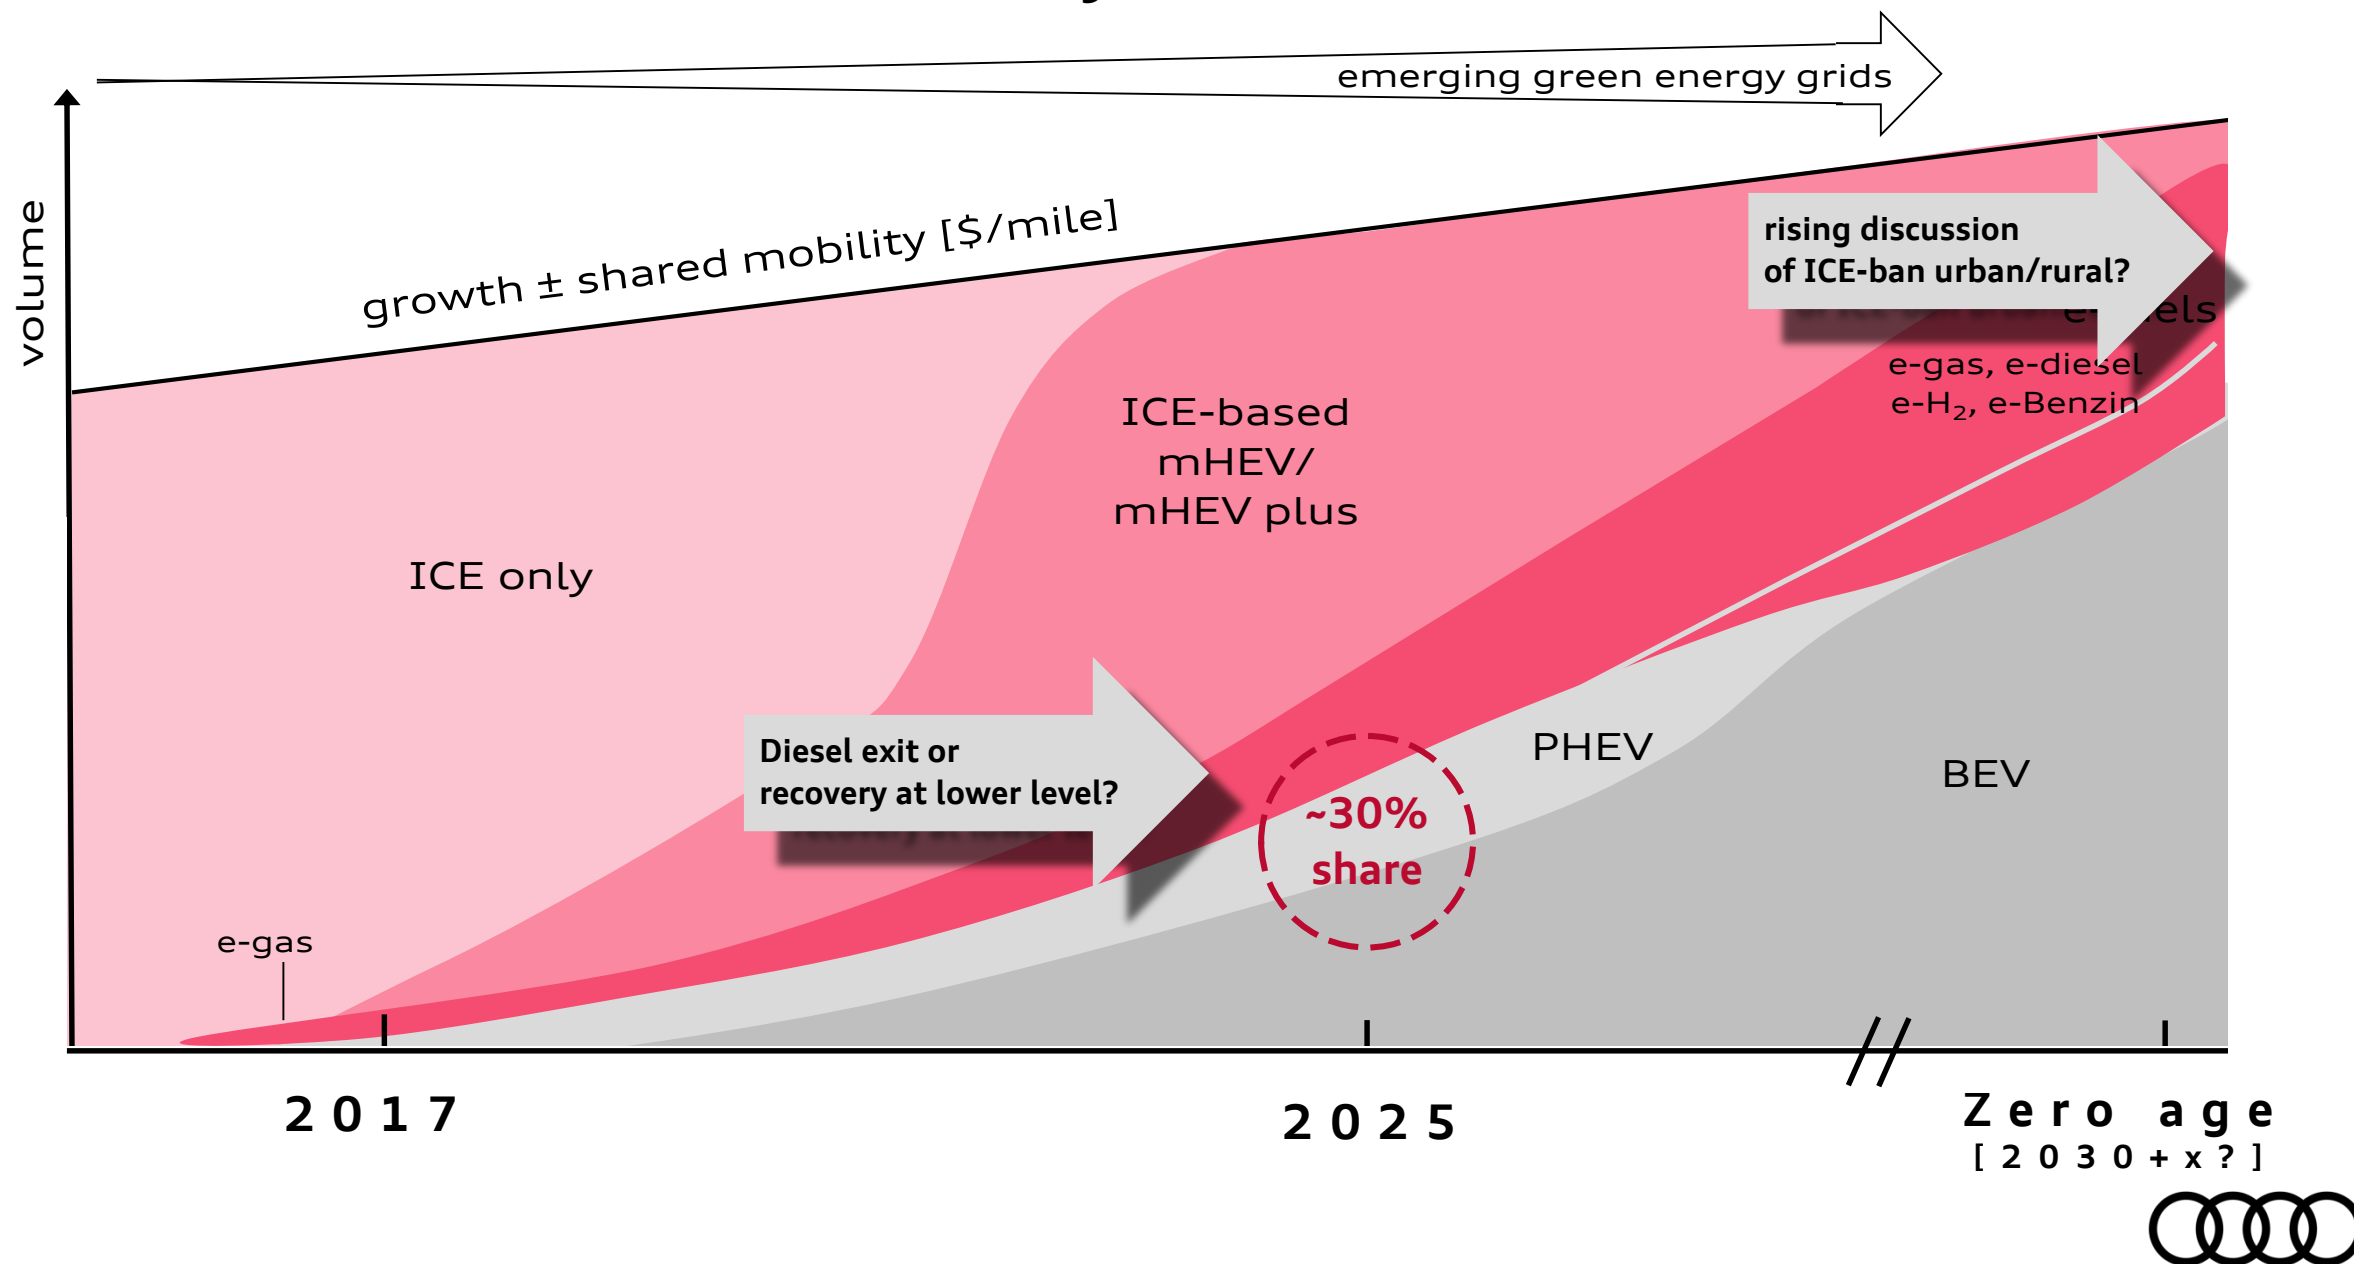 emerging green energy grids
volume
growth ± shared mobility [$/mile]
rising discussion
of ICE-ban urban/rural?
e-gas, e-diesel
e-H₂, e-Benzin
ICE-based
mHEV/
mHEV plus
ICE only
Diesel exit or
recovery at lower level?
PHEV
BEV
~30%
share
e-gas
2017
2025
Zero age
[2030+x?]